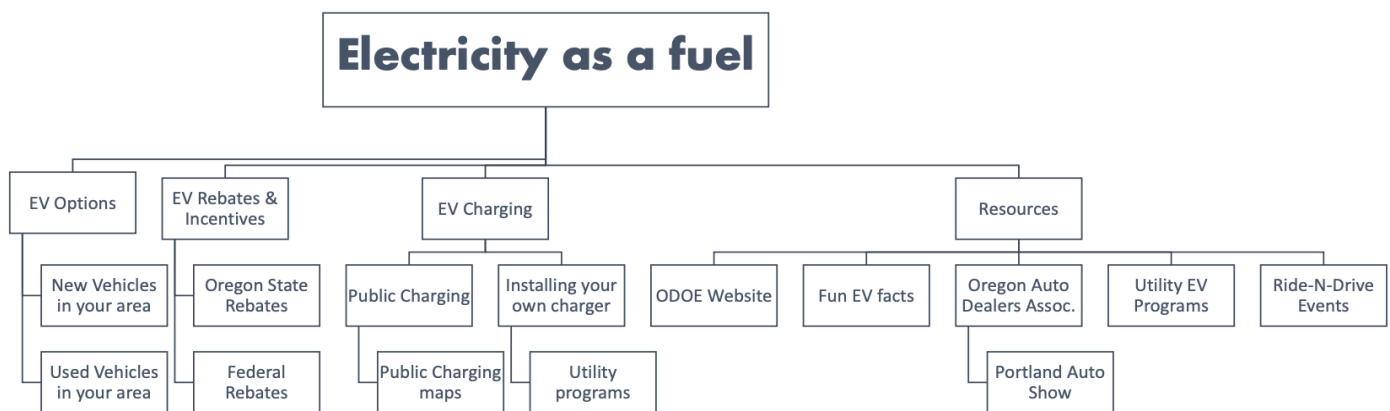 Electricity as a fuel
EV Options
EV Rebates &
Incentives
EV Charging
Resources
New Vehicles
in your area
Oregon State
Rebates
Public Charging
Installing your
own charger
ODOE Website
Fun EV facts
Oregon Auto
Dealers Assoc.
Utility EV
Programs
Ride-N-Drive
Events
Used Vehicles
in your area
Federal
Rebates
Public Charging
maps
Utility
programs
Portland Auto
Show